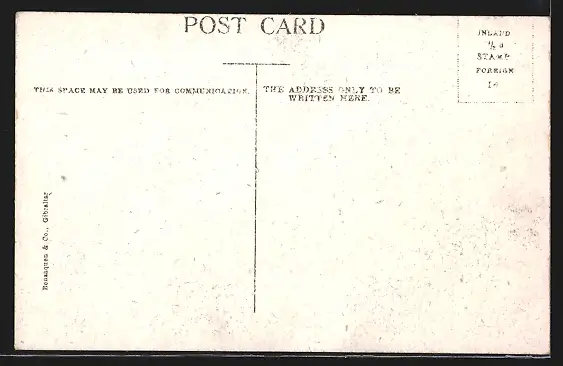 POST CARD
INLAND
½ d
STAMP
FOREIGN
1d
THIS SPACE MAY BE USED FOR COMMUNICATION.
THE ADDRESS ONLY TO BE
WRITTEN HERE.
Benzaquen & Co., Gibraltar